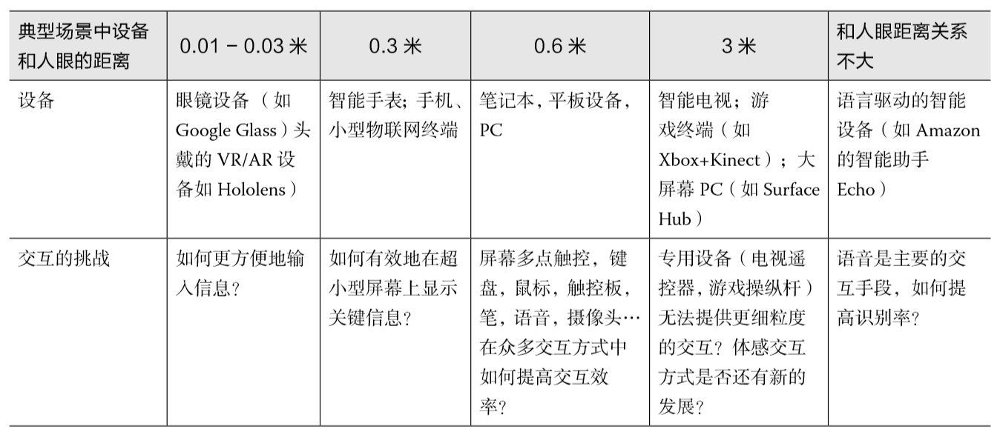 典型场景中设备
和人眼的距离
0.01 – 0.03 米
0.3 米
0.6 米
3 米
和人眼距离关系
不大
设备
眼镜设备（如
Google Glass）头
戴的 VR/AR 设
备如 Hololens）
智能手表；手机、
小型物联网终端
笔记本，平板设备，
PC
智能电视；游
戏终端（如
Xbox+Kinect）；大
屏幕 PC（如 Surface
Hub）
语言驱动的智能
设备（如 Amazon
的智能助手
Echo）
交互的挑战
如何更方便地输
入信息？
如何有效地在超
小型屏幕上显示
关键信息？
屏幕多点触控，键
盘，鼠标，触控板，
笔，语音，摄像头…
在众多交互方式中
如何提高交互效
率？
专用设备（电视遥
控器，游戏操纵杆）
无法提供更细粒度
的交互？体感交互
方式是否还有新的
发展？
语音是主要的交
互手段，如何提
高识别率？